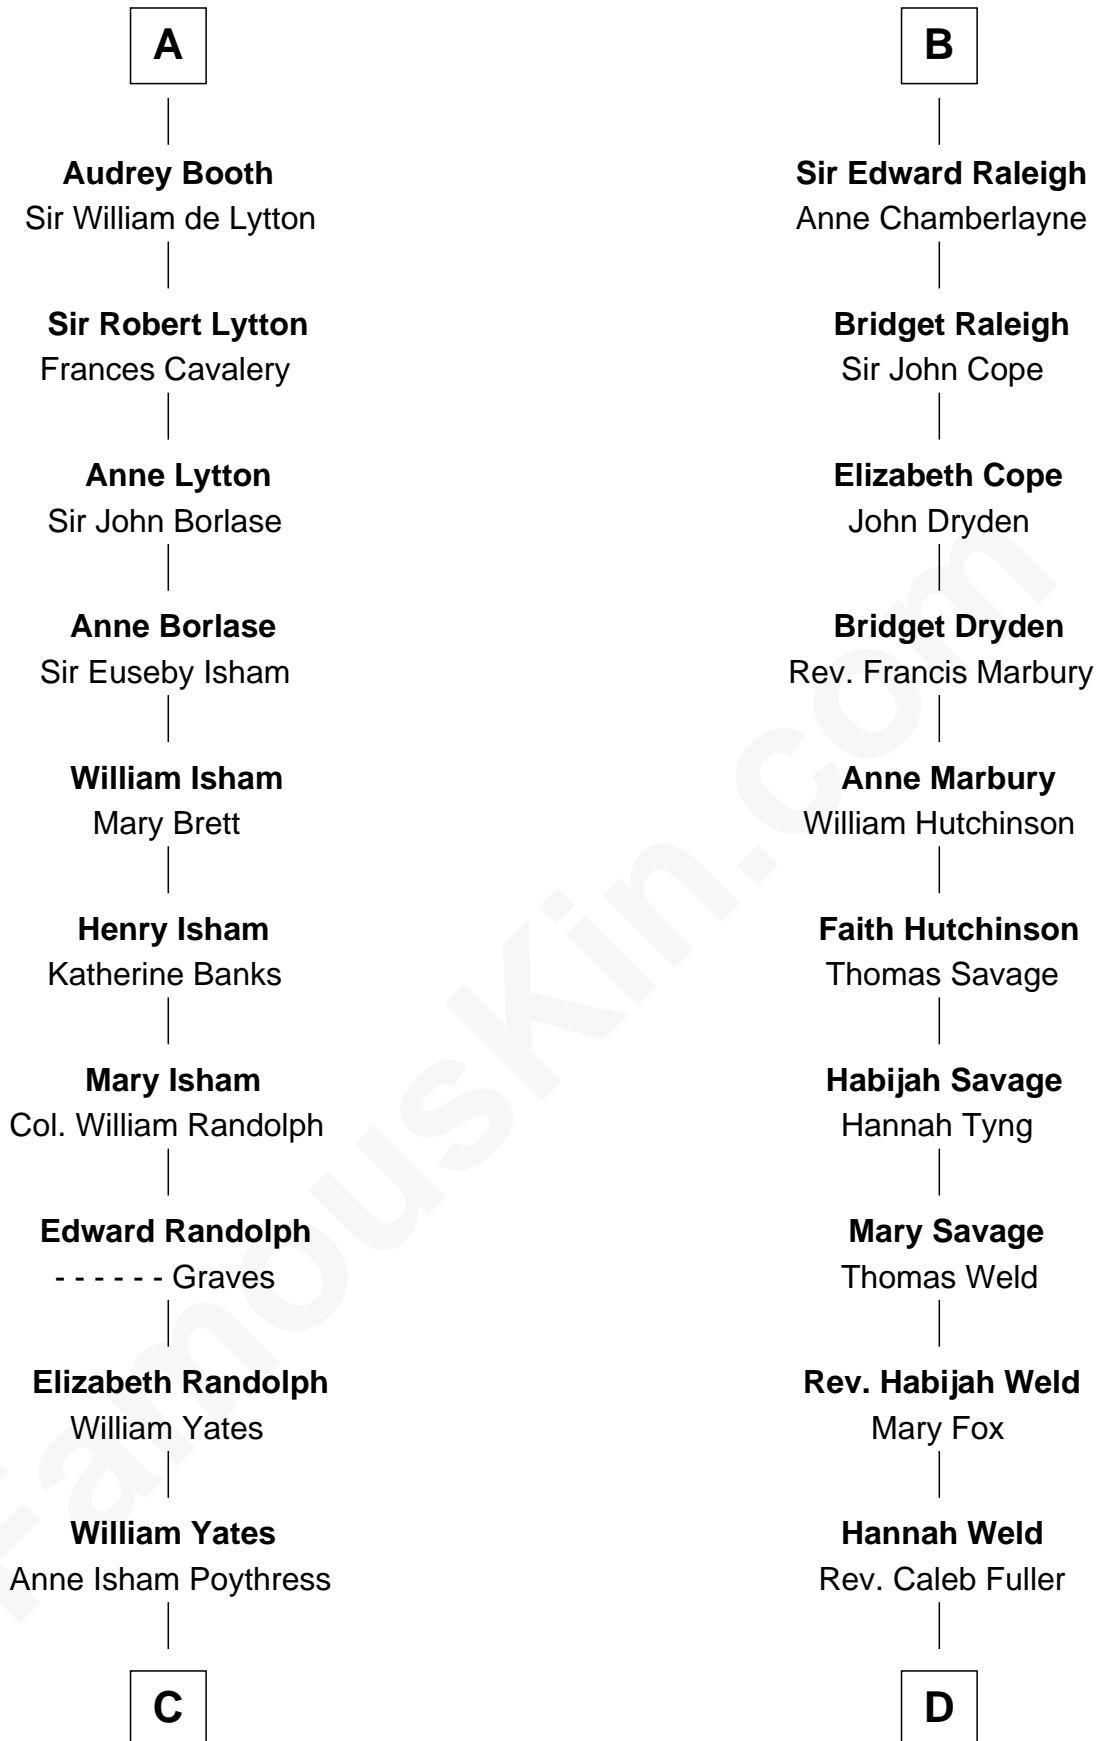 A
Audrey Booth
Sir William de Lytton
Sir Robert Lytton
Frances Cavalery
Anne Lytton
Sir John Borlase
Anne Borlase
Sir Euseby Isham
William Isham
Mary Brett
Henry Isham
Katherine Banks
Mary Isham
Col. William Randolph
Edward Randolph
- - - - - - Graves
Elizabeth Randolph
William Yates
William Yates
Anne Isham Poythress
C
B
Sir Edward Raleigh
Anne Chamberlayne
Bridget Raleigh
Sir John Cope
Elizabeth Cope
John Dryden
Bridget Dryden
Rev. Francis Marbury
Anne Marbury
William Hutchinson
Faith Hutchinson
Thomas Savage
Habijah Savage
Hannah Tyng
Mary Savage
Thomas Weld
Rev. Habijah Weld
Mary Fox
Hannah Weld
Rev. Caleb Fuller
D
FamousKin.com